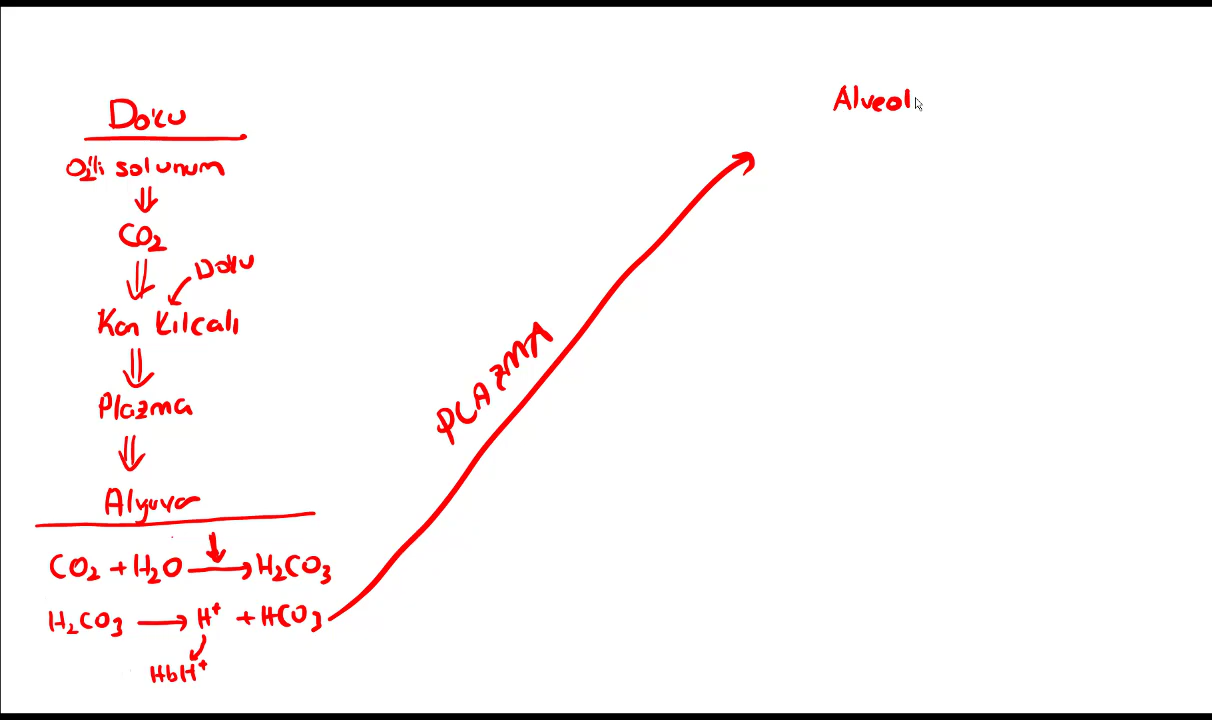 Doku
O₂'li solunum
CO₂
Doku
Kan kılcalı
Plazma
Alyuvar
CO₂ + H₂O → H₂CO₃
H₂CO₃ → H⁺ + HCO₃
HbH⁺
PLAZMA
Alveol